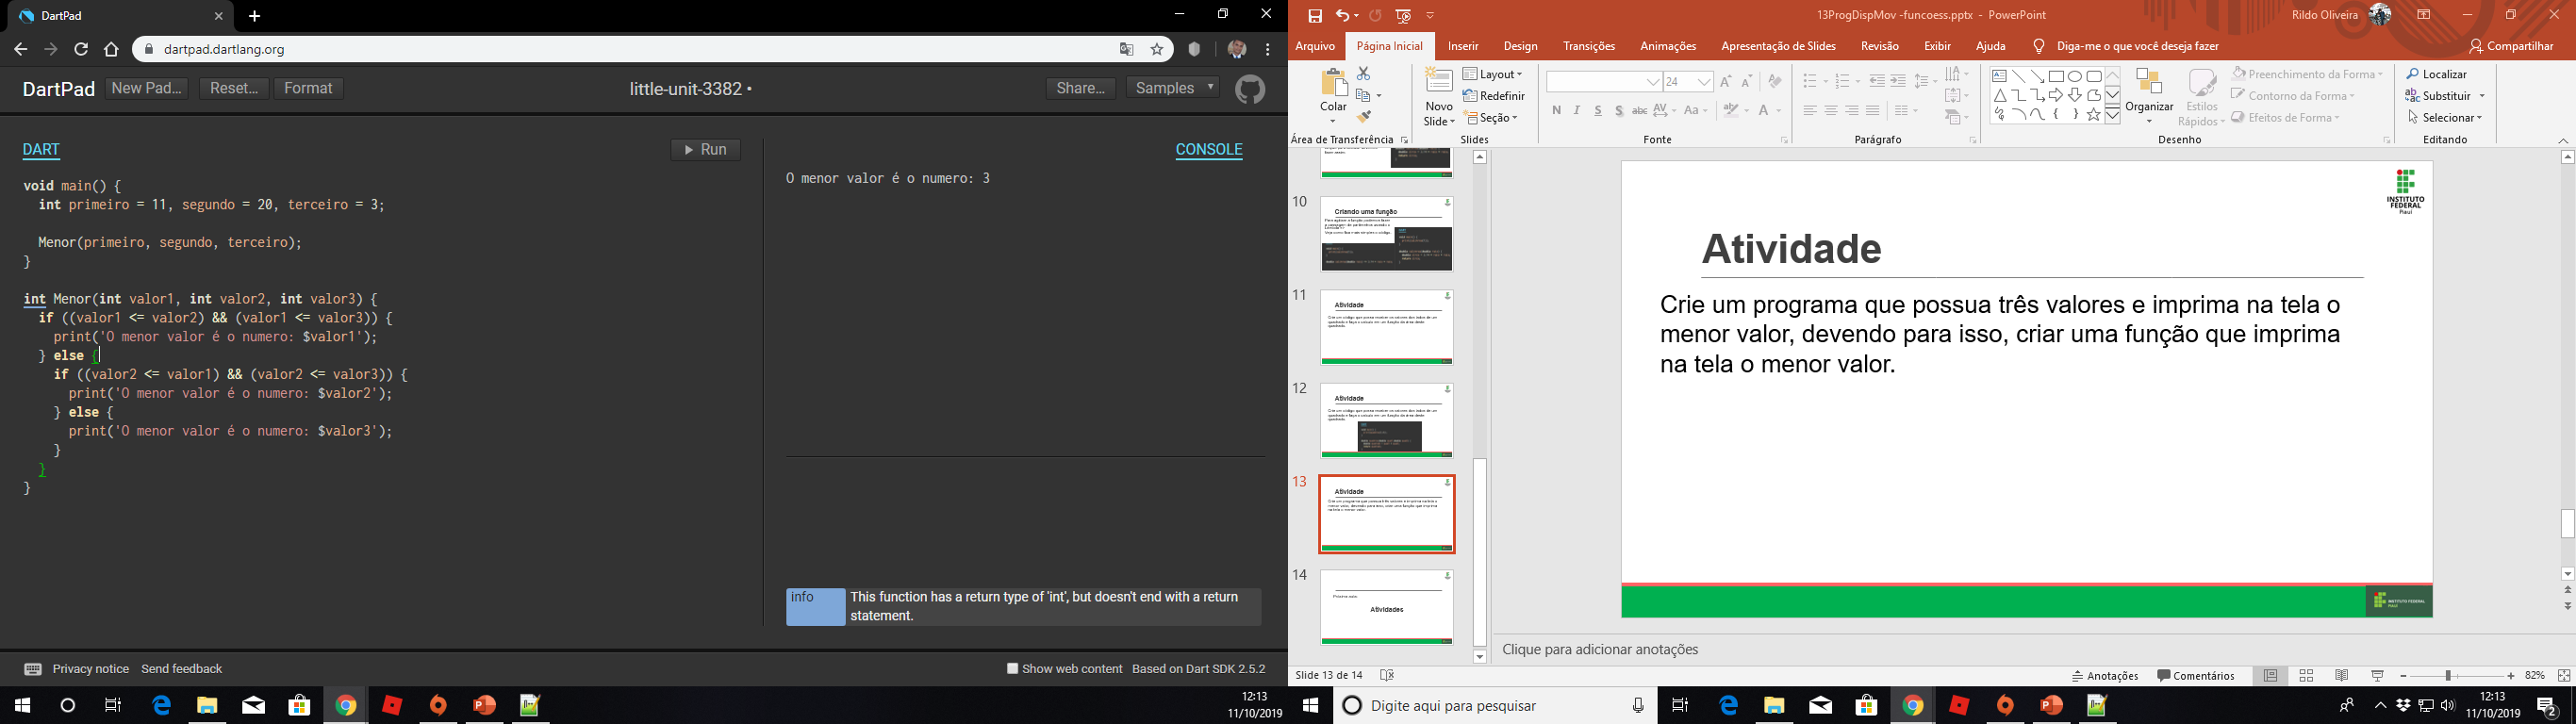 DartPad
dartpad.dartlang.org
DartPad New Pad... Reset... Format little-unit-3382 • Share... Samples
DART Run CONSOLE
void main() {
int primeiro = 11, segundo = 20, terceiro = 3;
Menor(primeiro, segundo, terceiro);
}
int Menor(int valor1, int valor2, int valor3) {
if ((valor1 <= valor2) && (valor1 <= valor3)) {
print('O menor valor é o numero: $valor1');
} else {
if ((valor2 <= valor1) && (valor2 <= valor3)) {
print('O menor valor é o numero: $valor2');
} else {
print('O menor valor é o numero: $valor3');
}
}
}
O menor valor é o numero: 3
info This function has a return type of 'int', but doesn't end with a return
statement.
Privacy notice Send feedback Show web content Based on Dart SDK 2.5.2
12:13
11/10/2019
13ProgDispMov -funcoess.pptx - PowerPoint Rildo Oliveira
Arquivo Página Inicial Inserir Design Transições Animações Apresentação de Slides Revisão Exibir Ajuda Diga-me o que você deseja fazer Compartilhar
Colar
Área de Transferência
Novo
Slide
Layout
Redefinir
Seção
Slides
24
N I S S abc AV Aa A
Fonte
Parágrafo
Organizar
Estilos
Rápidos
Preenchimento da Forma
Contorno da Forma
Efeitos de Forma
Desenho
Localizar
Substituir
Selecionar
Editando
10
Criando uma função
11
Atividade
12
Atividade
13
Atividade
14
Atividades
INSTITUTO
FEDERAL
Piauí
Atividade
Crie um programa que possua três valores e imprima na tela o
menor valor, devendo para isso, criar uma função que imprima
na tela o menor valor.
INSTITUTO FEDERAL
PIAUÍ
Clique para adicionar anotações
Slide 13 de 14 Anotações Comentários 82%
Digite aqui para pesquisar
12:13
11/10/2019
2